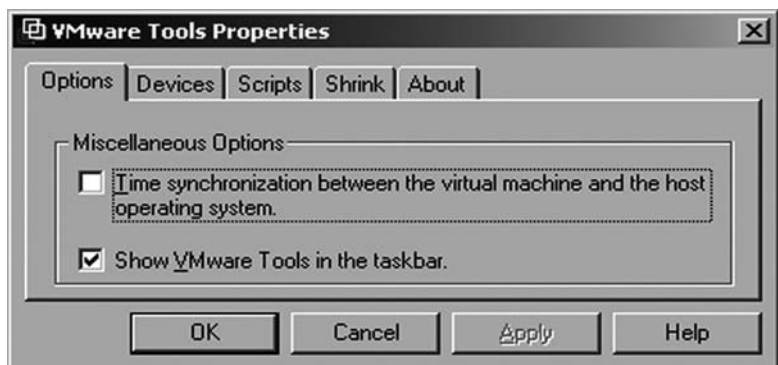 VMware Tools Properties
Options
Devices
Scripts
Shrink
About
Miscellaneous Options
Time synchronization between the virtual machine and the host
operating system.
Show VMware Tools in the taskbar.
OK
Cancel
Apply
Help